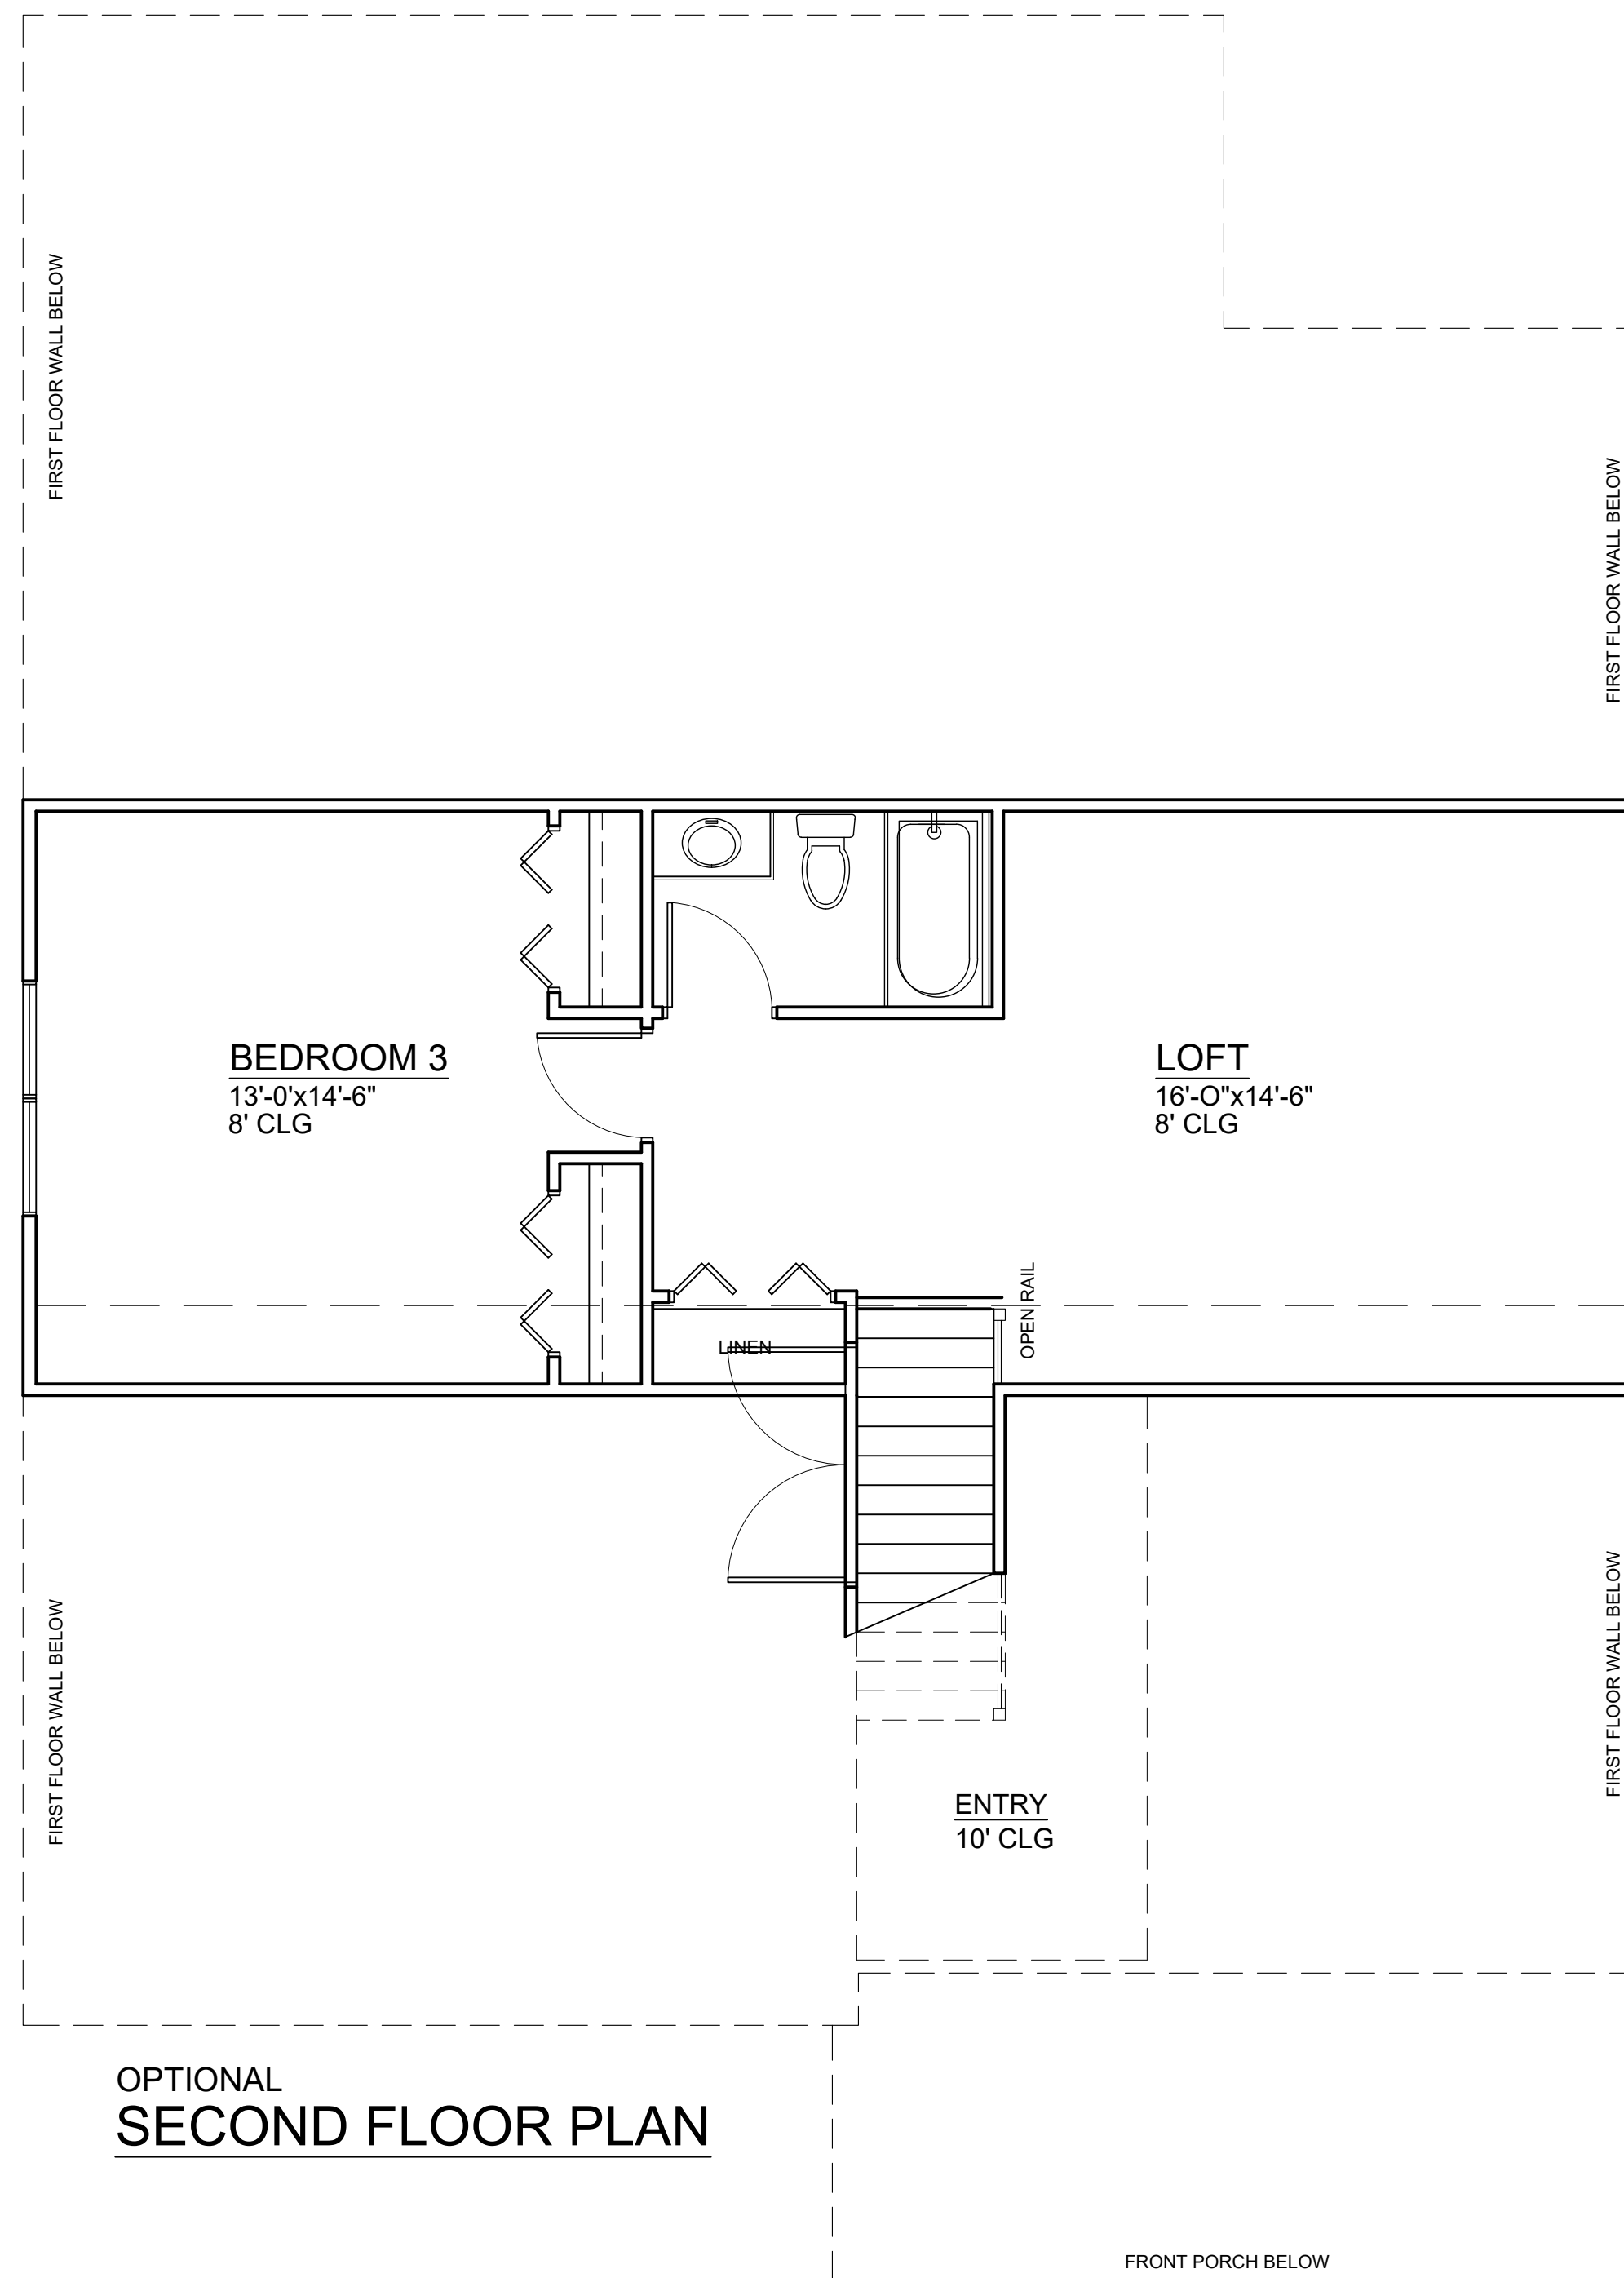 FIRST FLOOR WALL BELOW
FIRST FLOOR WALL BELOW
BEDROOM 3
13'-0'x14'-6"
8' CLG
LOFT
16'-O"x14'-6"
8' CLG
OPEN RAIL
LINEN
FIRST FLOOR WALL BELOW
FIRST FLOOR WALL BELOW
ENTRY
10' CLG
OPTIONAL
SECOND FLOOR PLAN
FRONT PORCH BELOW